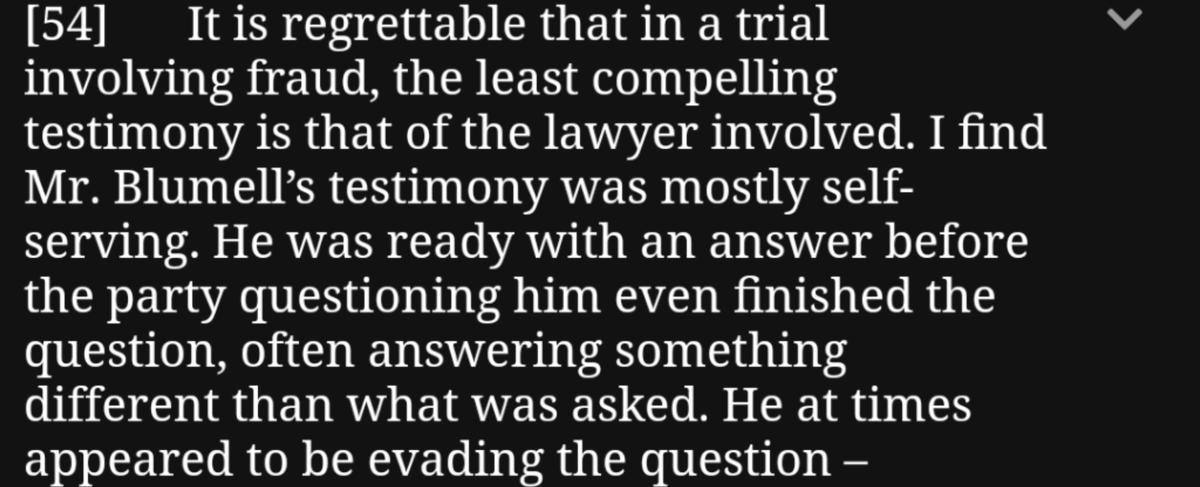 [54] It is regrettable that in a trial
involving fraud, the least compelling
testimony is that of the lawyer involved. I find
Mr. Blumell’s testimony was mostly self-
serving. He was ready with an answer before
the party questioning him even finished the
question, often answering something
different than what was asked. He at times
appeared to be evading the question –